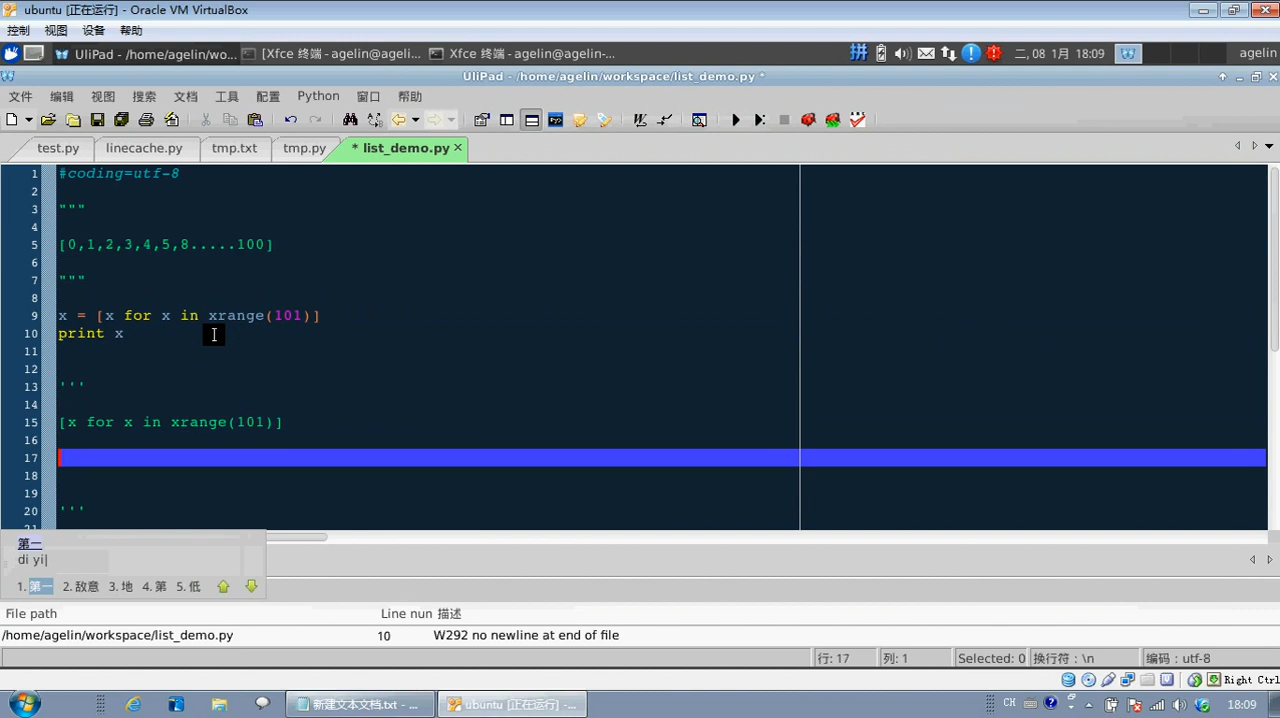 ubuntu [正在运行] - Oracle VM VirtualBox
控制 视图 设备 帮助
UliPad - /home/agelin/wo... [Xfce 终端 - agelin@ageli... Xfce 终端 - agelin@agelin-... 拼 二, 08 1月 18:09 agelin
UliPad - /home/agelin/workspace/list_demo.py *
文件 编辑 视图 搜索 文档 工具 配置 Python 窗口 帮助
test.py linecache.py tmp.txt tmp.py * list_demo.py
1 #coding=utf-8
2
3 """
4
5 [0,1,2,3,4,5,8.....100]
6
7 """
8
9 x = [x for x in xrange(101)]
10 print x
11
12
13 '''
14
15 [x for x in xrange(101)]
16
17
18
19
20 '''
21
第一
di yi
1. 第一 2. 敌意 3. 地 4. 第 5. 低
File path Line nun 描述
/home/agelin/workspace/list_demo.py 10 W292 no newline at end of file
行: 17 列: 1 Selected: 0 换行符：\n 编码：utf-8
Right Ctrl
新建文本文档.txt - ... ubuntu [正在运行] -... CH 18:09